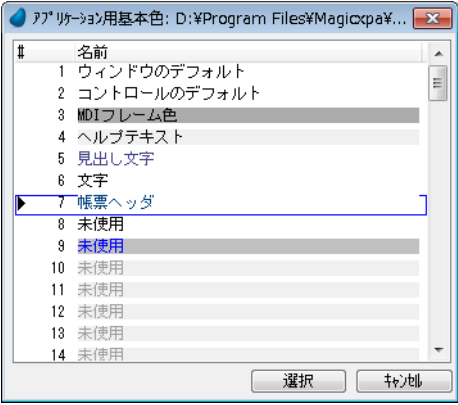 アプリケーション用基本色: D:¥Program Files¥Magicxpa¥...
# 名前
1 ウィンドウのデフォルト
2 コントロールのデフォルト
3 MDIフレーム色
4 ヘルプテキスト
5 見出し文字
6 文字
7 帳票ヘッダ
8 未使用
9 未使用
10 未使用
11 未使用
12 未使用
13 未使用
14 未使用
選択 キャンセル